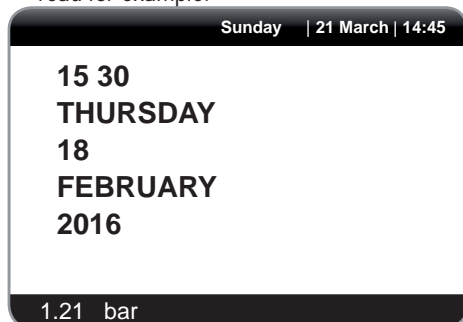 read for example:
Sunday | 21 March | 14:45
15 30
THURSDAY
18
FEBRUARY
2016
1.21 bar